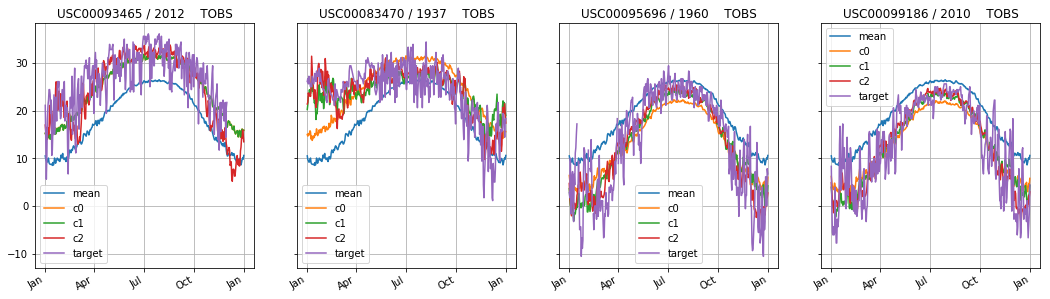 USC00093465 / 2012 TOBS
30
20
10
0
−10
Jan
Apr
Jul
Oct
Jan
mean
c0
c1
c2
target
USC00083470 / 1937 TOBS
Jan
Apr
Jul
Oct
Jan
mean
c0
c1
c2
target
USC00095696 / 1960 TOBS
Jan
Apr
Jul
Oct
Jan
mean
c0
c1
c2
target
USC00099186 / 2010 TOBS
mean
c0
c1
c2
target
Jan
Apr
Jul
Oct
Jan